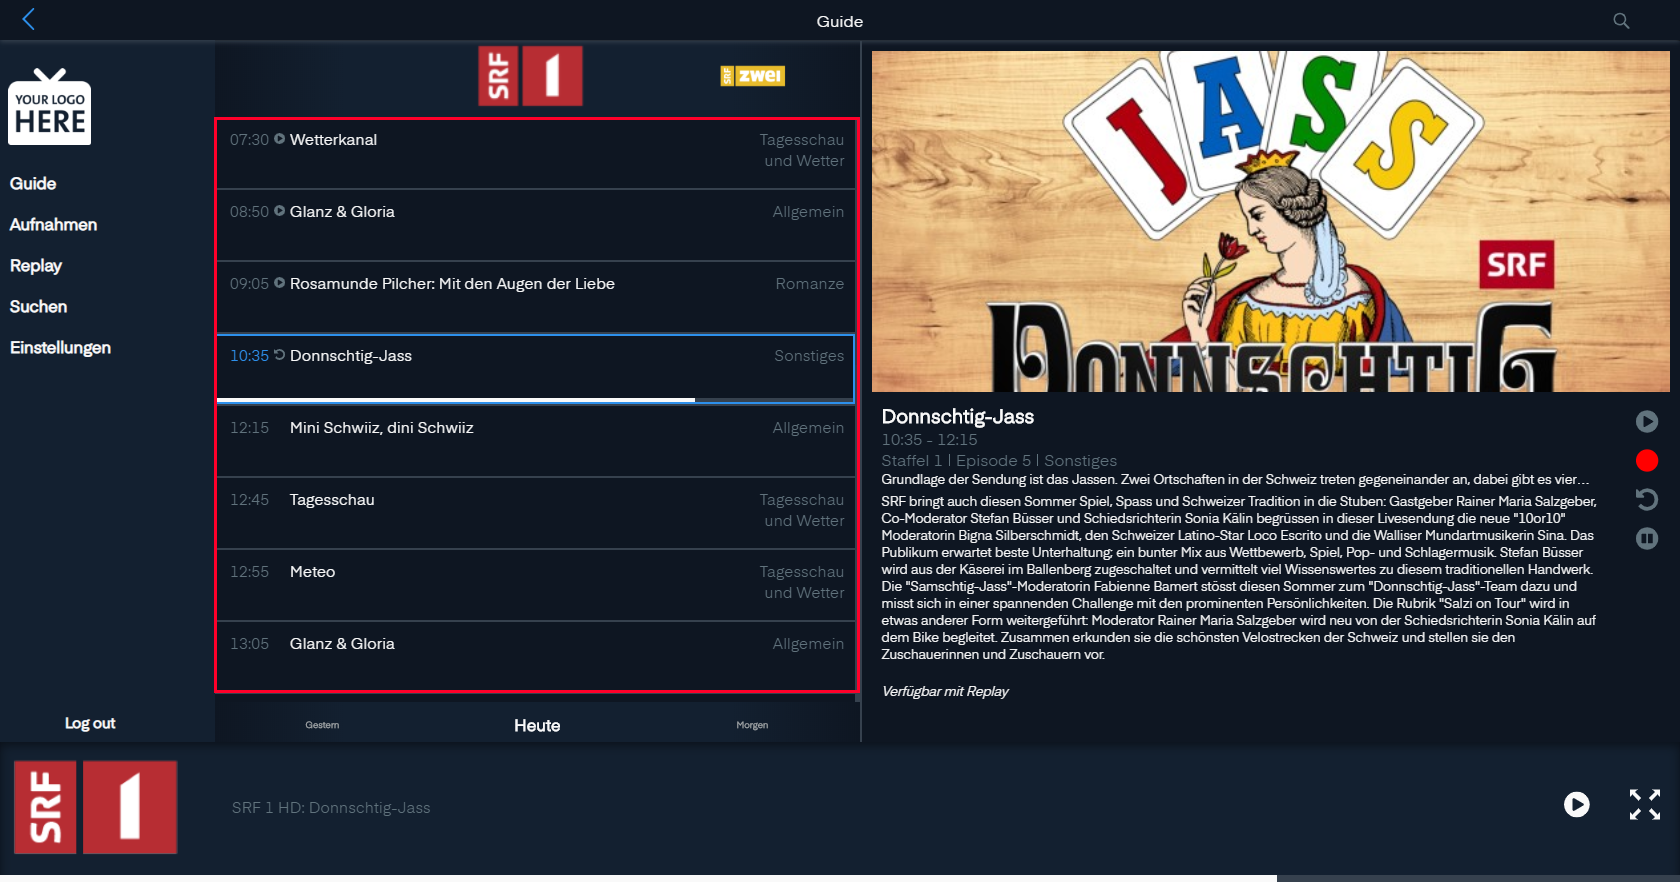 Guide
YOUR LOGO
HERE
Guide
Aufnahmen
Replay
Suchen
Einstellungen
Log out
SRF 1
SRF zwei
07:30 Wetterkanal Tagesschau
und Wetter
08:50 Glanz & Gloria Allgemein
09:05 Rosamunde Pilcher: Mit den Augen der Liebe Romanze
10:35 Donnschtig-Jass Sonstiges
12:15 Mini Schwiiz, dini Schwiiz Allgemein
12:45 Tagesschau Tagesschau
und Wetter
12:55 Meteo Tagesschau
und Wetter
13:05 Glanz & Gloria Allgemein
Gestern Heute Morgen
JASS
SRF
DONNSCHTIG
Donnschtig-Jass
10:35 - 12:15
Staffel 1 | Episode 5 | Sonstiges
Grundlage der Sendung ist das Jassen. Zwei Ortschaften in der Schweiz treten gegeneinander an, dabei gibt es vier...
SRF bringt auch diesen Sommer Spiel, Spass und Schweizer Tradition in die Stuben: Gastgeber Rainer Maria Salzgeber,
Co-Moderator Stefan Büsser und Schiedsrichterin Sonia Kälin begrüssen in dieser Livesendung die neue "10or10"
Moderatorin Bigna Silberschmidt, den Schweizer Latino-Star Loco Escrito und die Walliser Mundartmusikerin Sina. Das
Publikum erwartet beste Unterhaltung; ein bunter Mix aus Wettbewerb, Spiel, Pop- und Schlagermusik. Stefan Büsser
wird aus der Käserei im Ballenberg zugeschaltet und vermittelt viel Wissenswertes zu diesem traditionellen Handwerk.
Die "Samschtig-Jass"-Moderatorin Fabienne Bamert stösst diesen Sommer zum "Donnschtig-Jass"-Team dazu und
misst sich in einer spannenden Challenge mit den prominenten Persönlichkeiten. Die Rubrik "Salzi on Tour" wird in
etwas anderer Form weitergeführt: Moderator Rainer Maria Salzgeber wird neu von der Schiedsrichterin Sonia Kälin auf
dem Bike begleitet. Zusammen erkunden sie die schönsten Velostrecken der Schweiz und stellen sie den
Zuschauerinnen und Zuschauern vor.
Verfügbar mit Replay
SRF 1
SRF 1 HD: Donnschtig-Jass